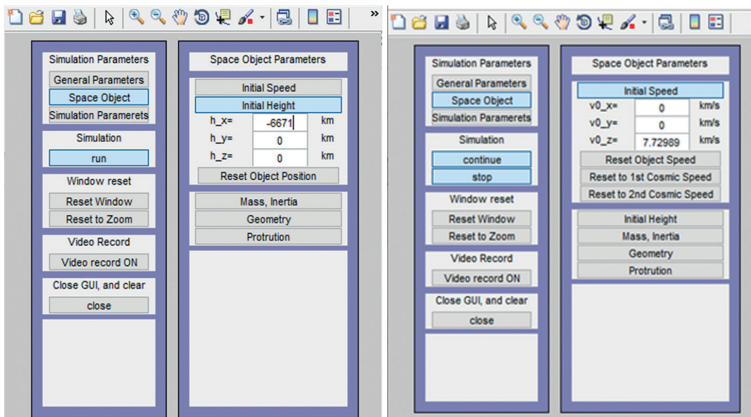 »
Simulation Parameters
General Parameters
Space Object
Simulation Paramerets
Simulation
run
Window reset
Reset Window
Reset to Zoom
Video Record
Video record ON
Close GUI, and clear
close
Space Object Parameters
Initial Speed
Initial Height
h_x= -6671 km
h_y= 0 km
h_z= 0 km
Reset Object Position
Mass, Inertia
Geometry
Protrution
Simulation Parameters
General Parameters
Space Object
Simulation Paramerets
Simulation
continue
stop
Window reset
Reset Window
Reset to Zoom
Video Record
Video record ON
Close GUI, and clear
close
Space Object Parameters
Initial Speed
v0_x= 0 km/s
v0_y= 0 km/s
v0_z= 7.72989 km/s
Reset Object Speed
Reset to 1st Cosmic Speed
Reset to 2nd Cosmic Speed
Initial Height
Mass, Inertia
Geometry
Protrution